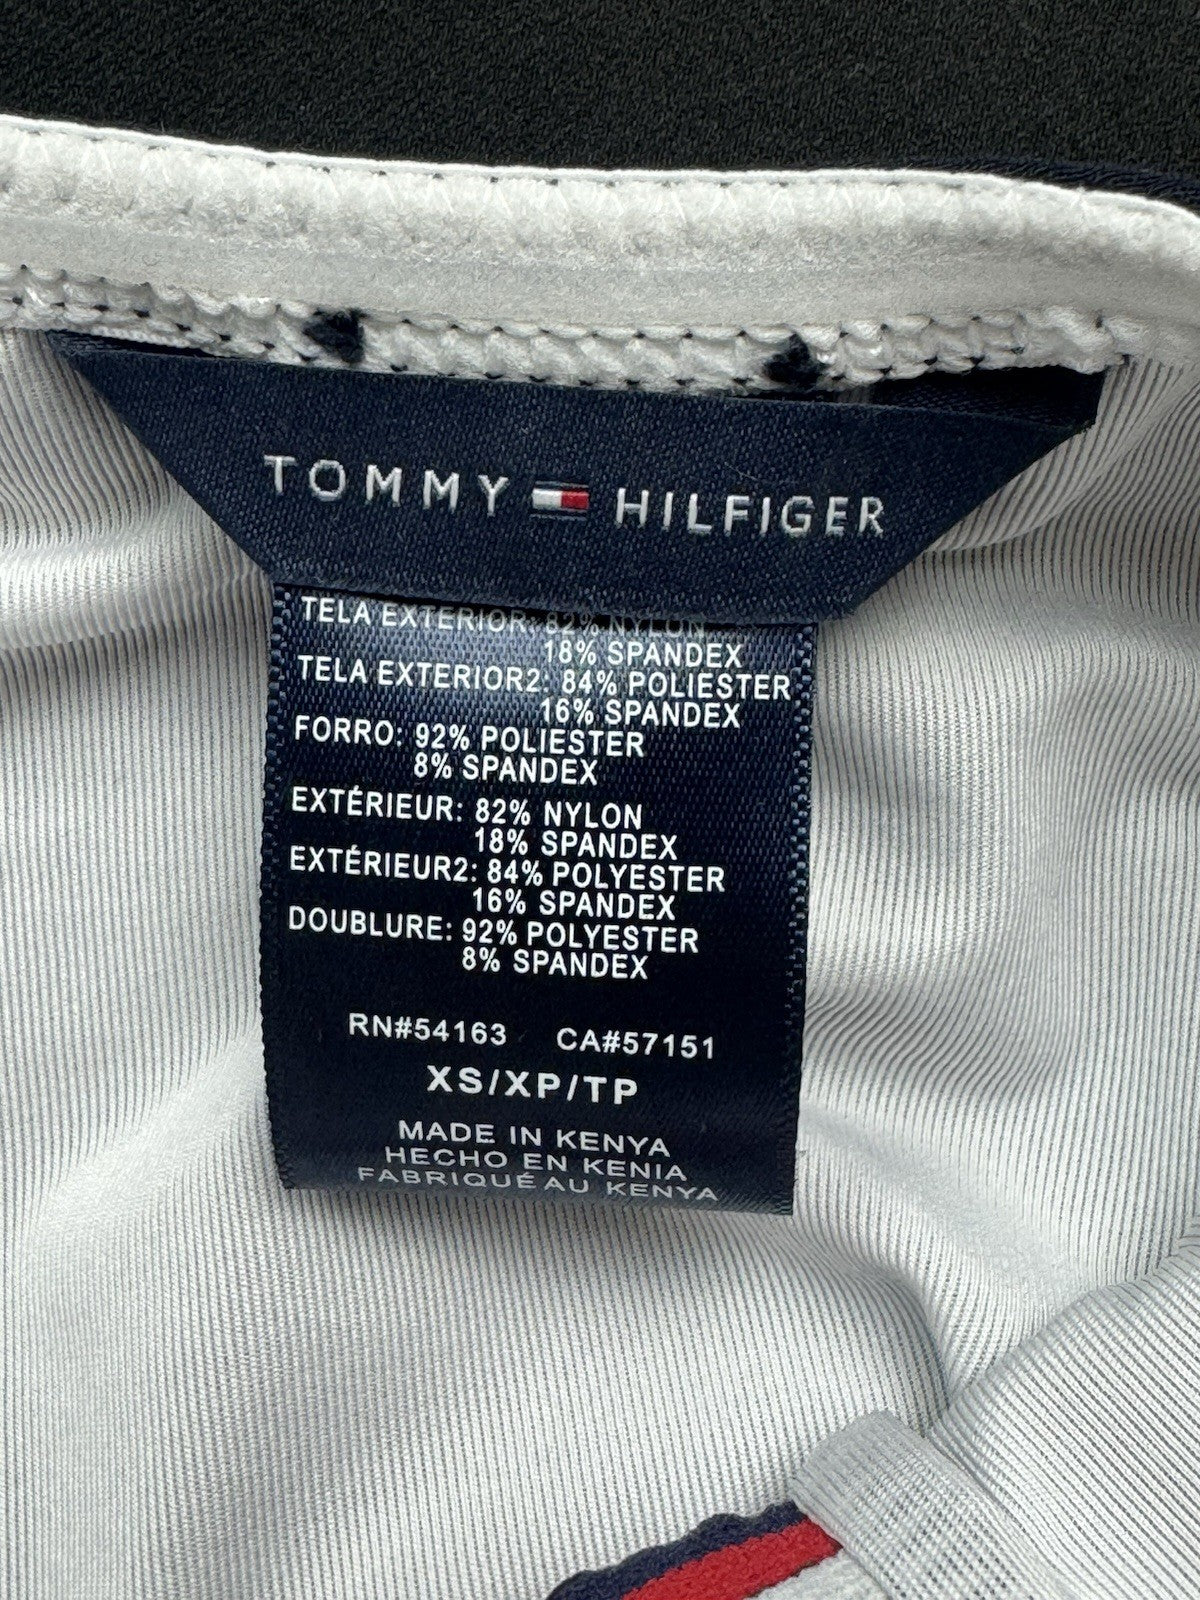 TOMMY HILFIGER
TELA EXTERIOR: 82% NYLON
18% SPANDEX
TELA EXTERIOR2: 84% POLIESTER
16% SPANDEX
FORRO: 92% POLIESTER
8% SPANDEX
EXTÉRIEUR: 82% NYLON
18% SPANDEX
EXTÉRIEUR2: 84% POLYESTER
16% SPANDEX
DOUBLURE: 92% POLYESTER
8% SPANDEX
RN#54163 CA#57151
XS/XP/TP
MADE IN KENYA
HECHO EN KENIA
FABRIQUÉ AU KENYA